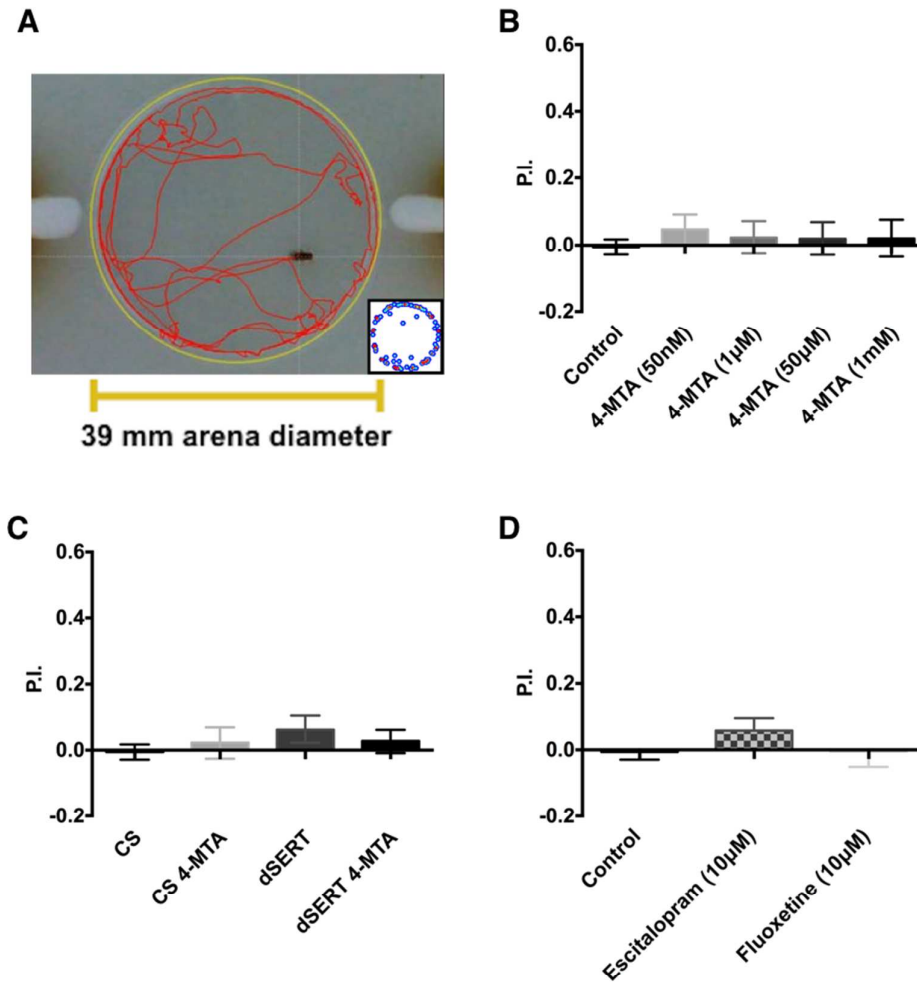 A
39 mm arena diameter
B
0.6
0.4
0.2
0.0
-0.2
P.I.
Control
4-MTA (50nM)
4-MTA (1µM)
4-MTA (50µM)
4-MTA (1mM)
C
0.6
0.4
0.2
0.0
-0.2
P.I.
CS
CS 4-MTA
dSERT
dSERT 4-MTA
D
0.6
0.4
0.2
0.0
-0.2
P.I.
Control
Escitalopram (10µM)
Fluoxetine (10µM)